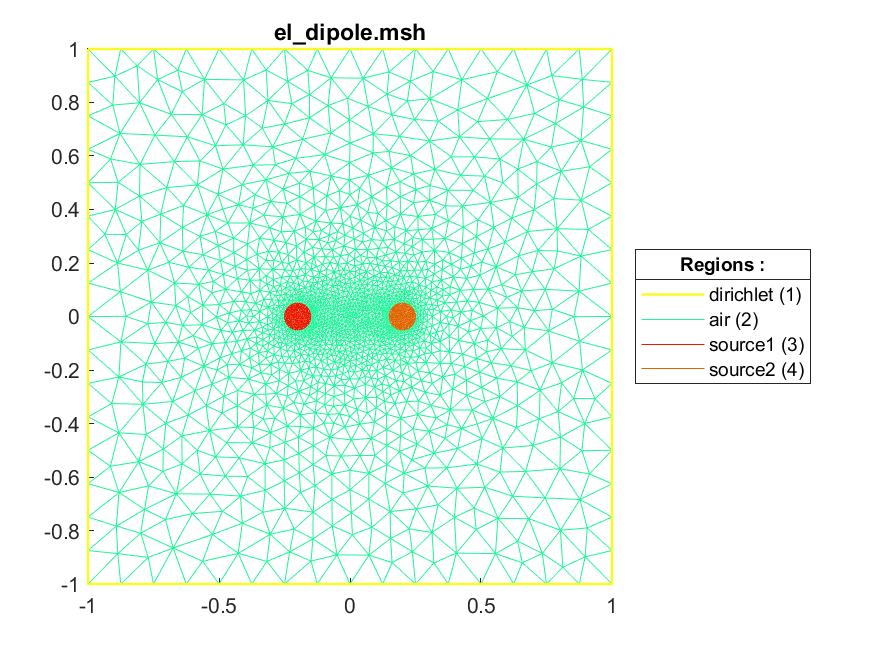 el_dipole.msh
1
0.8
0.6
0.4
0.2
0
-0.2
-0.4
-0.6
-0.8
-1
-1 -0.5 0 0.5 1
Regions :
dirichlet (1)
air (2)
source1 (3)
source2 (4)